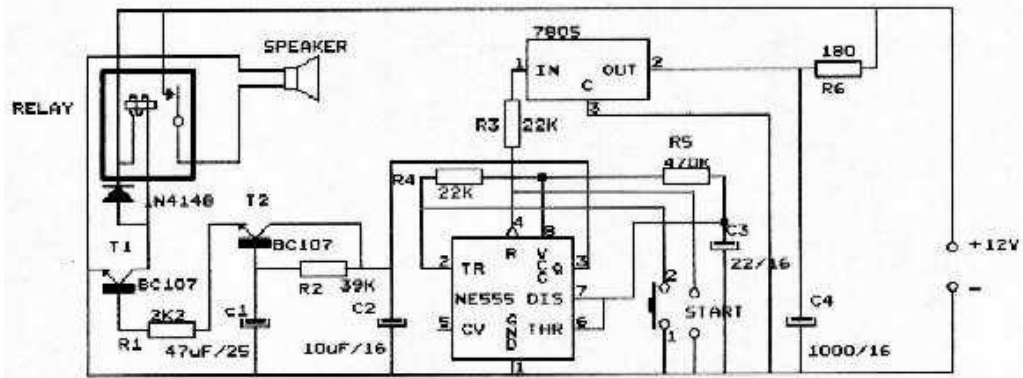 7805
SPEAKER
1 IN OUT 2
C
3
180
R6
RELAY
R3 22K
R5
470K
R4
22K
1N4148
T2
4 8
R VCC Q 3
C3
22/16
+12V
-
T1
BC107
BC107
2 TR
R2 39K
NE555 DIS 7
2
START
C1
C2
C4
2K2
5 CV GND THR 6
1
R1
47uF/25
10uF/16
1000/16
1